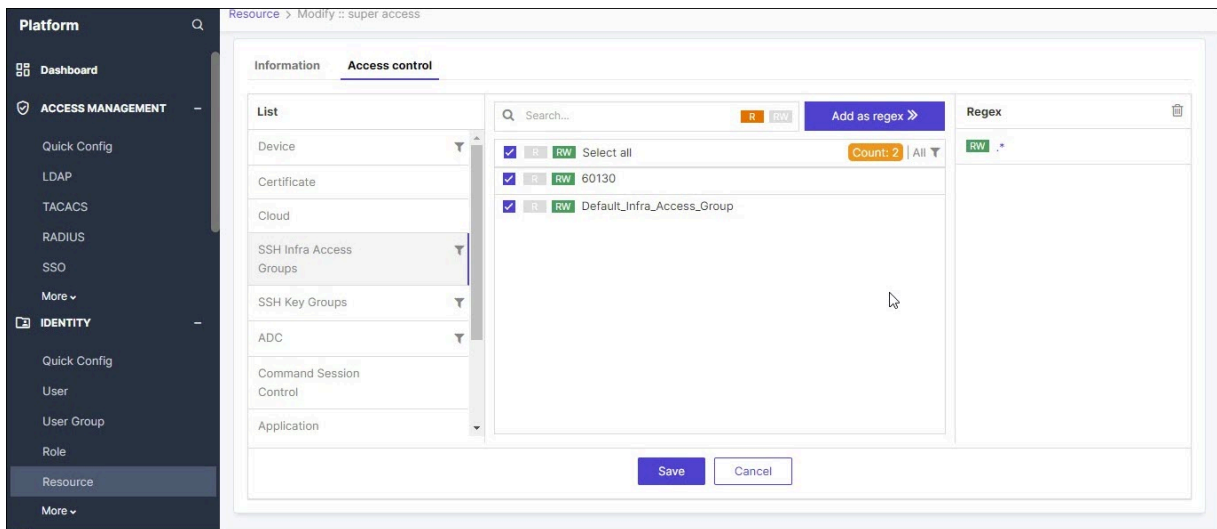 Platform
Resource > Modify :: super access
Dashboard
ACCESS MANAGEMENT
Quick Config
LDAP
TACACS
RADIUS
SSO
More
IDENTITY
Quick Config
User
User Group
Role
Resource
More
Information
Access control
List
Device
Certificate
Cloud
SSH Infra Access
Groups
SSH Key Groups
ADC
Command Session
Control
Application
Search...
R RW
Add as regex
R RW Select all
Count: 2 | All
R RW 60130
R RW Default_Infra_Access_Group
Regex
RW .*
Save
Cancel